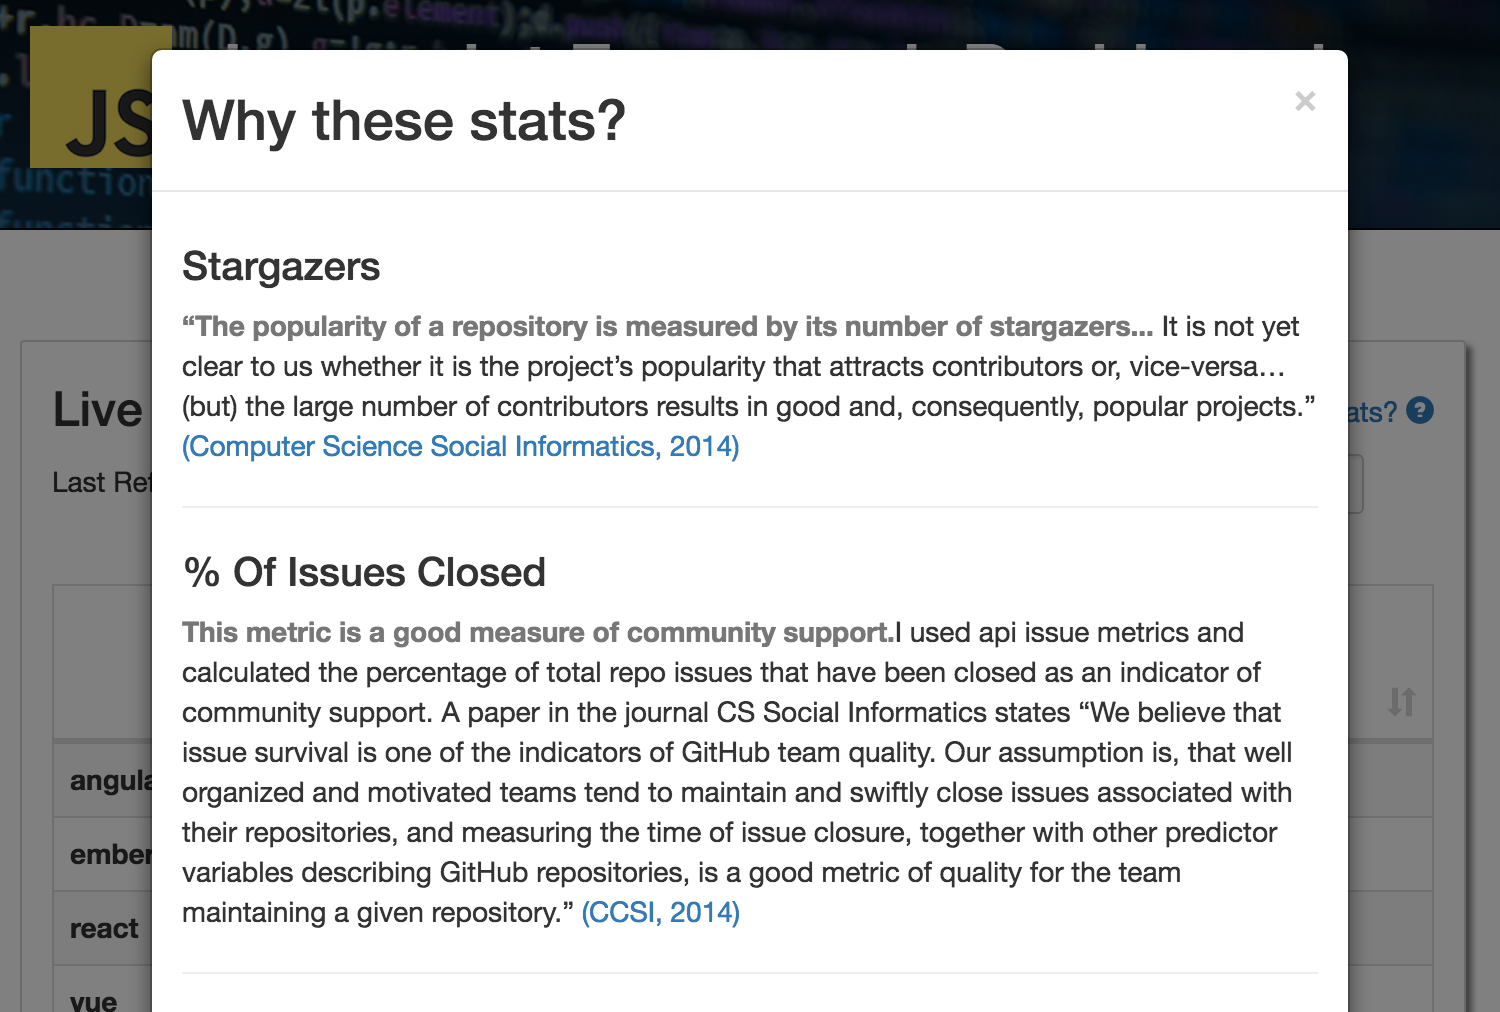 JS
Why these stats?
×
Stargazers
“The popularity of a repository is measured by its number of stargazers... It is not yet
clear to us whether it is the project’s popularity that attracts contributors or, vice-versa…
(but) the large number of contributors results in good and, consequently, popular projects.”
(Computer Science Social Informatics, 2014)
Live
ats? ?
Last Ref
% Of Issues Closed
This metric is a good measure of community support.I used api issue metrics and
calculated the percentage of total repo issues that have been closed as an indicator of
community support. A paper in the journal CS Social Informatics states “We believe that
issue survival is one of the indicators of GitHub team quality. Our assumption is, that well
organized and motivated teams tend to maintain and swiftly close issues associated with
their repositories, and measuring the time of issue closure, together with other predictor
variables describing GitHub repositories, is a good metric of quality for the team
maintaining a given repository.” (CCSI, 2014)
angula
ember
react
vue
function